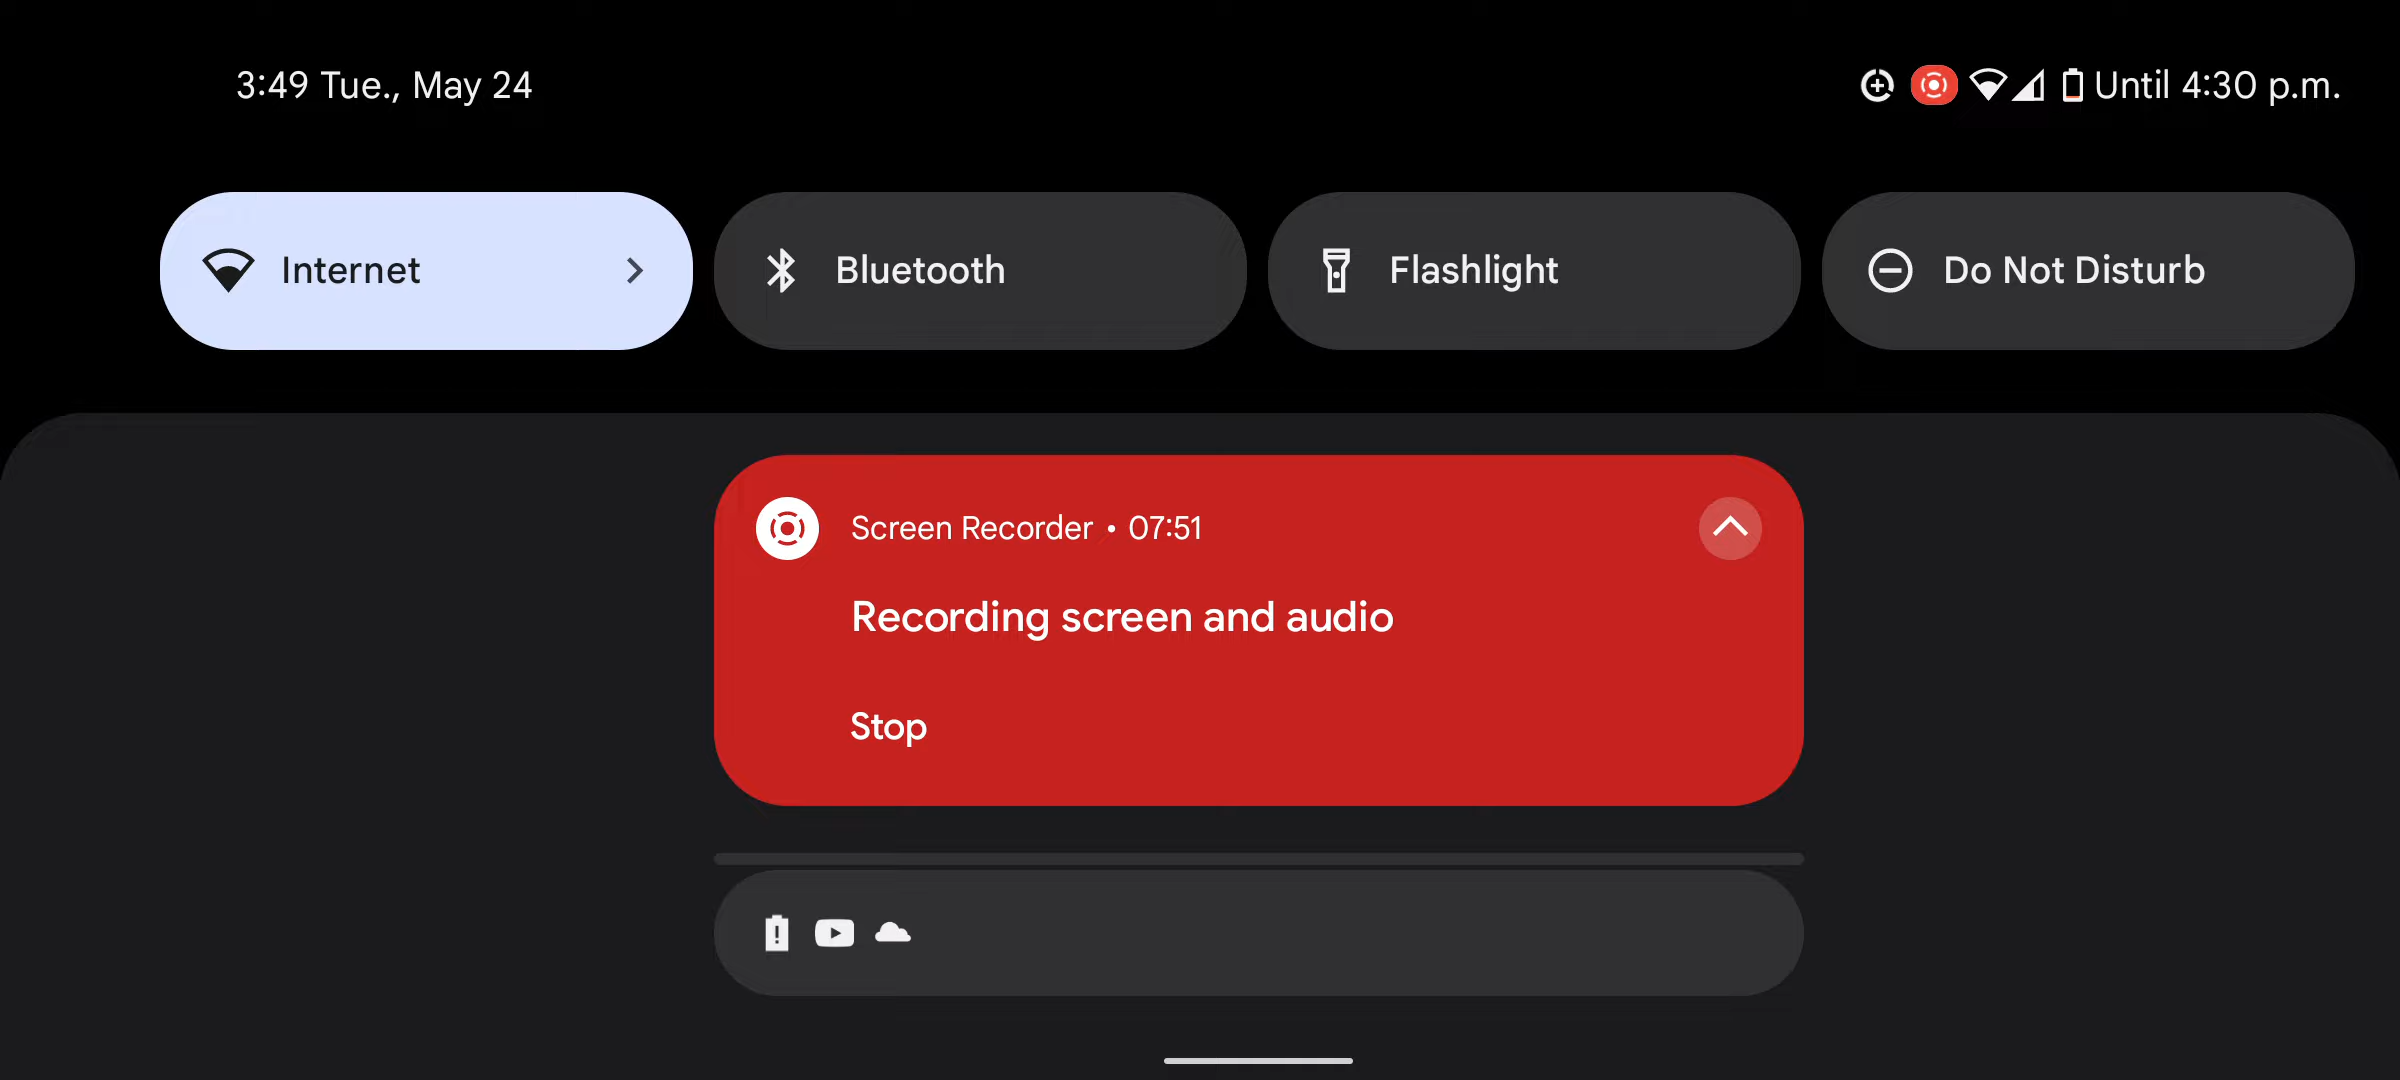 3:49 Tue., May 24
Until 4:30 p.m.
Internet
Bluetooth
Flashlight
Do Not Disturb
Screen Recorder • 07:51
Recording screen and audio
Stop